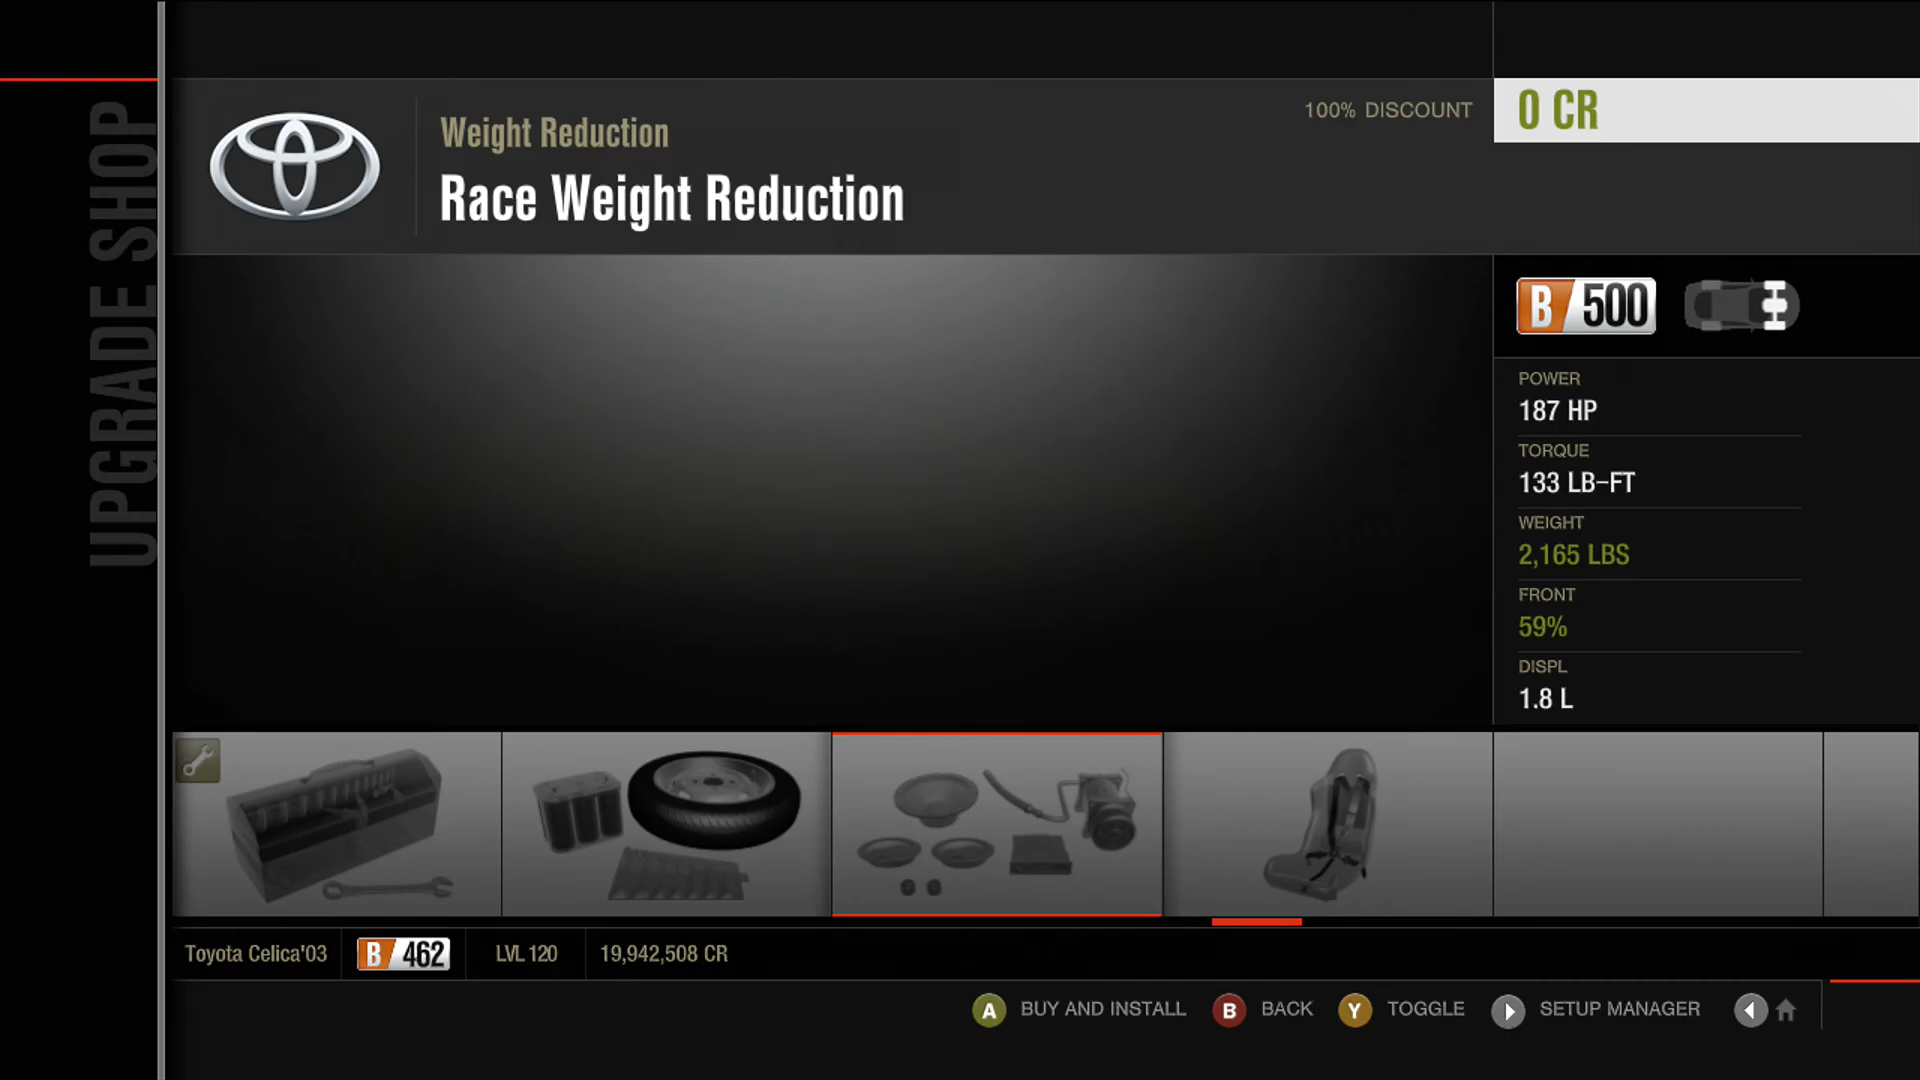 UPGRADE SHOP
Weight Reduction
Race Weight Reduction
100% DISCOUNT
0 CR
B 500
POWER
187 HP
TORQUE
133 LB-FT
WEIGHT
2,165 LBS
FRONT
59%
DISPL
1.8 L
Toyota Celica'03
B 462
LVL 120
19,942,508 CR
A BUY AND INSTALL
B BACK
Y TOGGLE
SETUP MANAGER